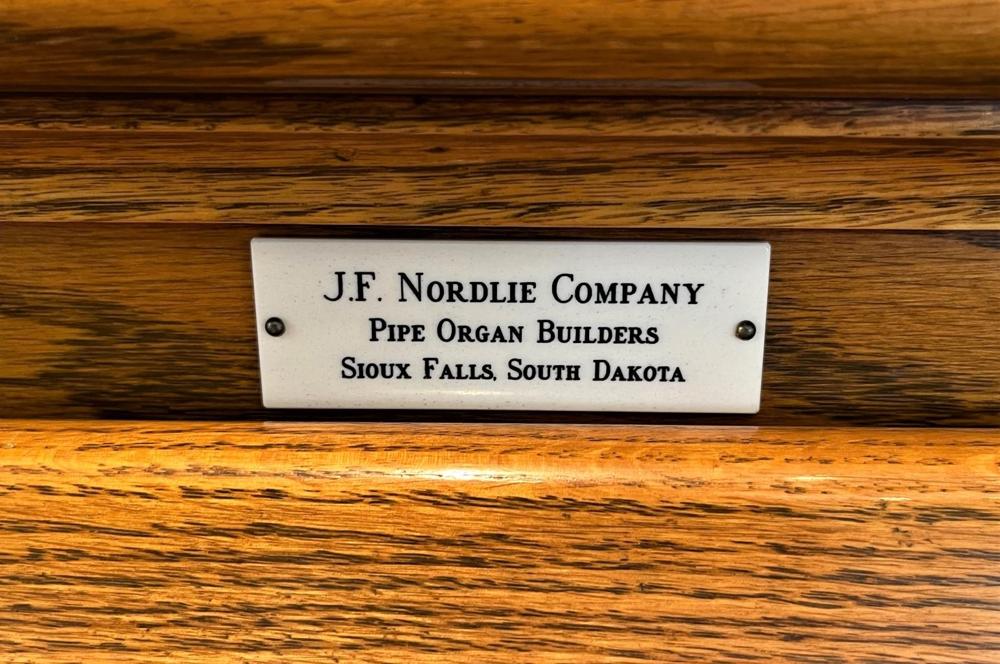 J.F. Nordlie Company
Pipe Organ Builders
Sioux Falls, South Dakota